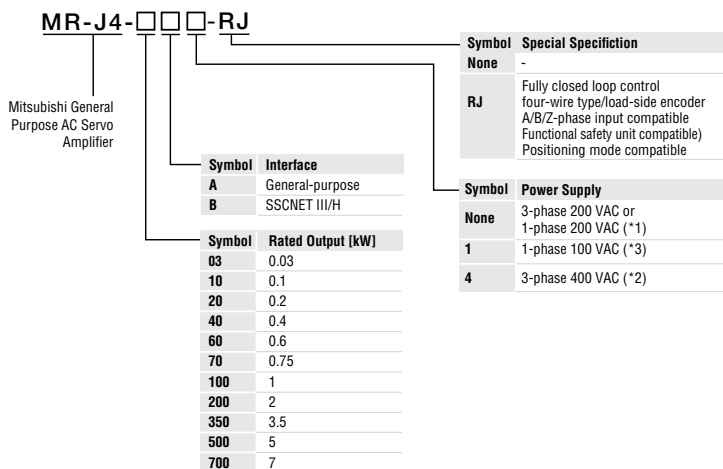 MR-J4-□□□-RJ
Mitsubishi General
Purpose AC Servo
Amplifier
Symbol Special Specifiction
None -
RJ Fully closed loop control
four-wire type/load-side encoder
A/B/Z-phase input compatible
Functional safety unit compatible)
Positioning mode compatible
Symbol Interface
A General-purpose
B SSCNET III/H
Symbol Power Supply
None 3-phase 200 VAC or
1-phase 200 VAC (*1)
1 1-phase 100 VAC (*3)
4 3-phase 400 VAC (*2)
Symbol Rated Output [kW]
03 0.03
10 0.1
20 0.2
40 0.4
60 0.6
70 0.75
100 1
200 2
350 3.5
500 5
700 7